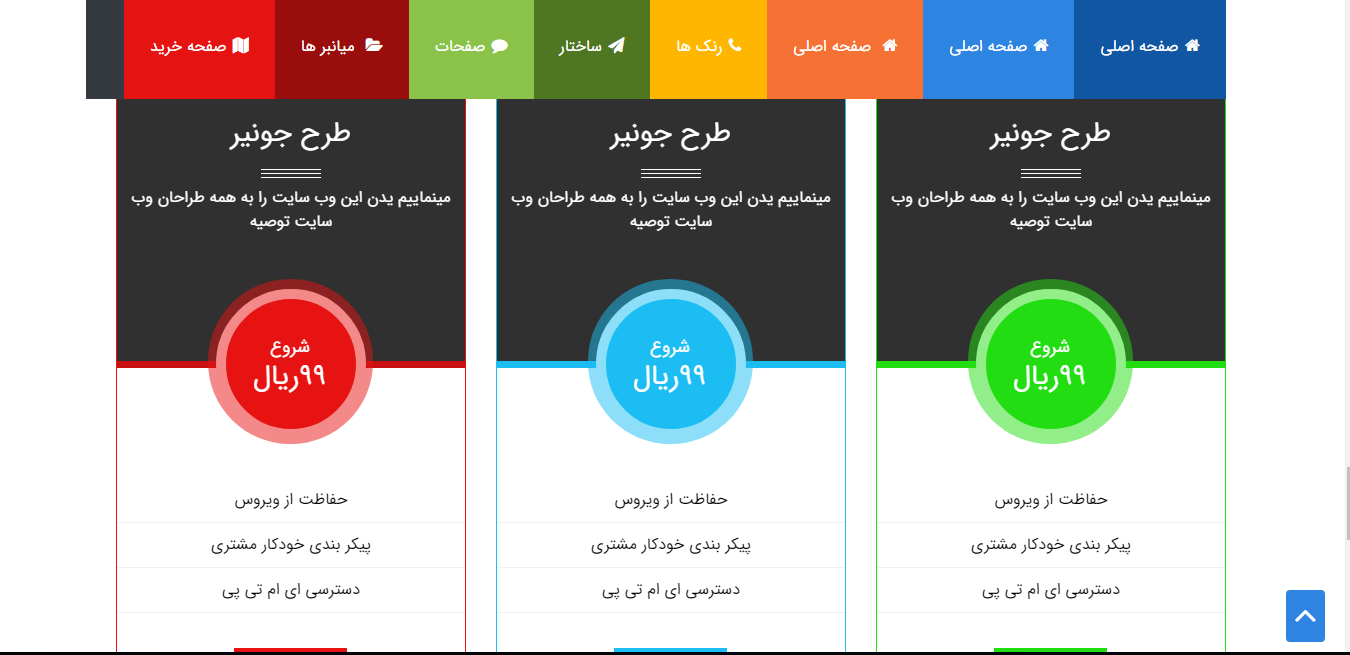 صفحه اصلی
صفحه اصلی
صفحه اصلی
رنک ها
ساختار
صفحات
میانبر ها
صفحه خرید
طرح جونیر
مینماییم یدن این وب سایت را به همه طراحان وب
سایت توصیه
شروع
۹۹ریال
حفاظت از ویروس
پیکر بندی خودکار مشتری
دسترسی ای ام تی پی
طرح جونیر
مینماییم یدن این وب سایت را به همه طراحان وب
سایت توصیه
شروع
۹۹ریال
حفاظت از ویروس
پیکر بندی خودکار مشتری
دسترسی ای ام تی پی
طرح جونیر
مینماییم یدن این وب سایت را به همه طراحان وب
سایت توصیه
شروع
۹۹ریال
حفاظت از ویروس
پیکر بندی خودکار مشتری
دسترسی ای ام تی پی